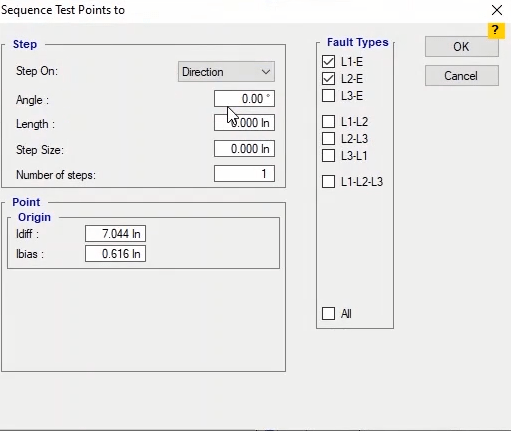 Sequence Test Points to
Step
Step On:
Direction
Angle :
0.00 °
Length :
0.000 In
Step Size:
0.000 In
Number of steps:
1
Point
Origin
Idiff :
7.044 In
Ibias :
0.616 In
Fault Types
L1-E
L2-E
L3-E
L1-L2
L2-L3
L3-L1
L1-L2-L3
All
?
OK
Cancel